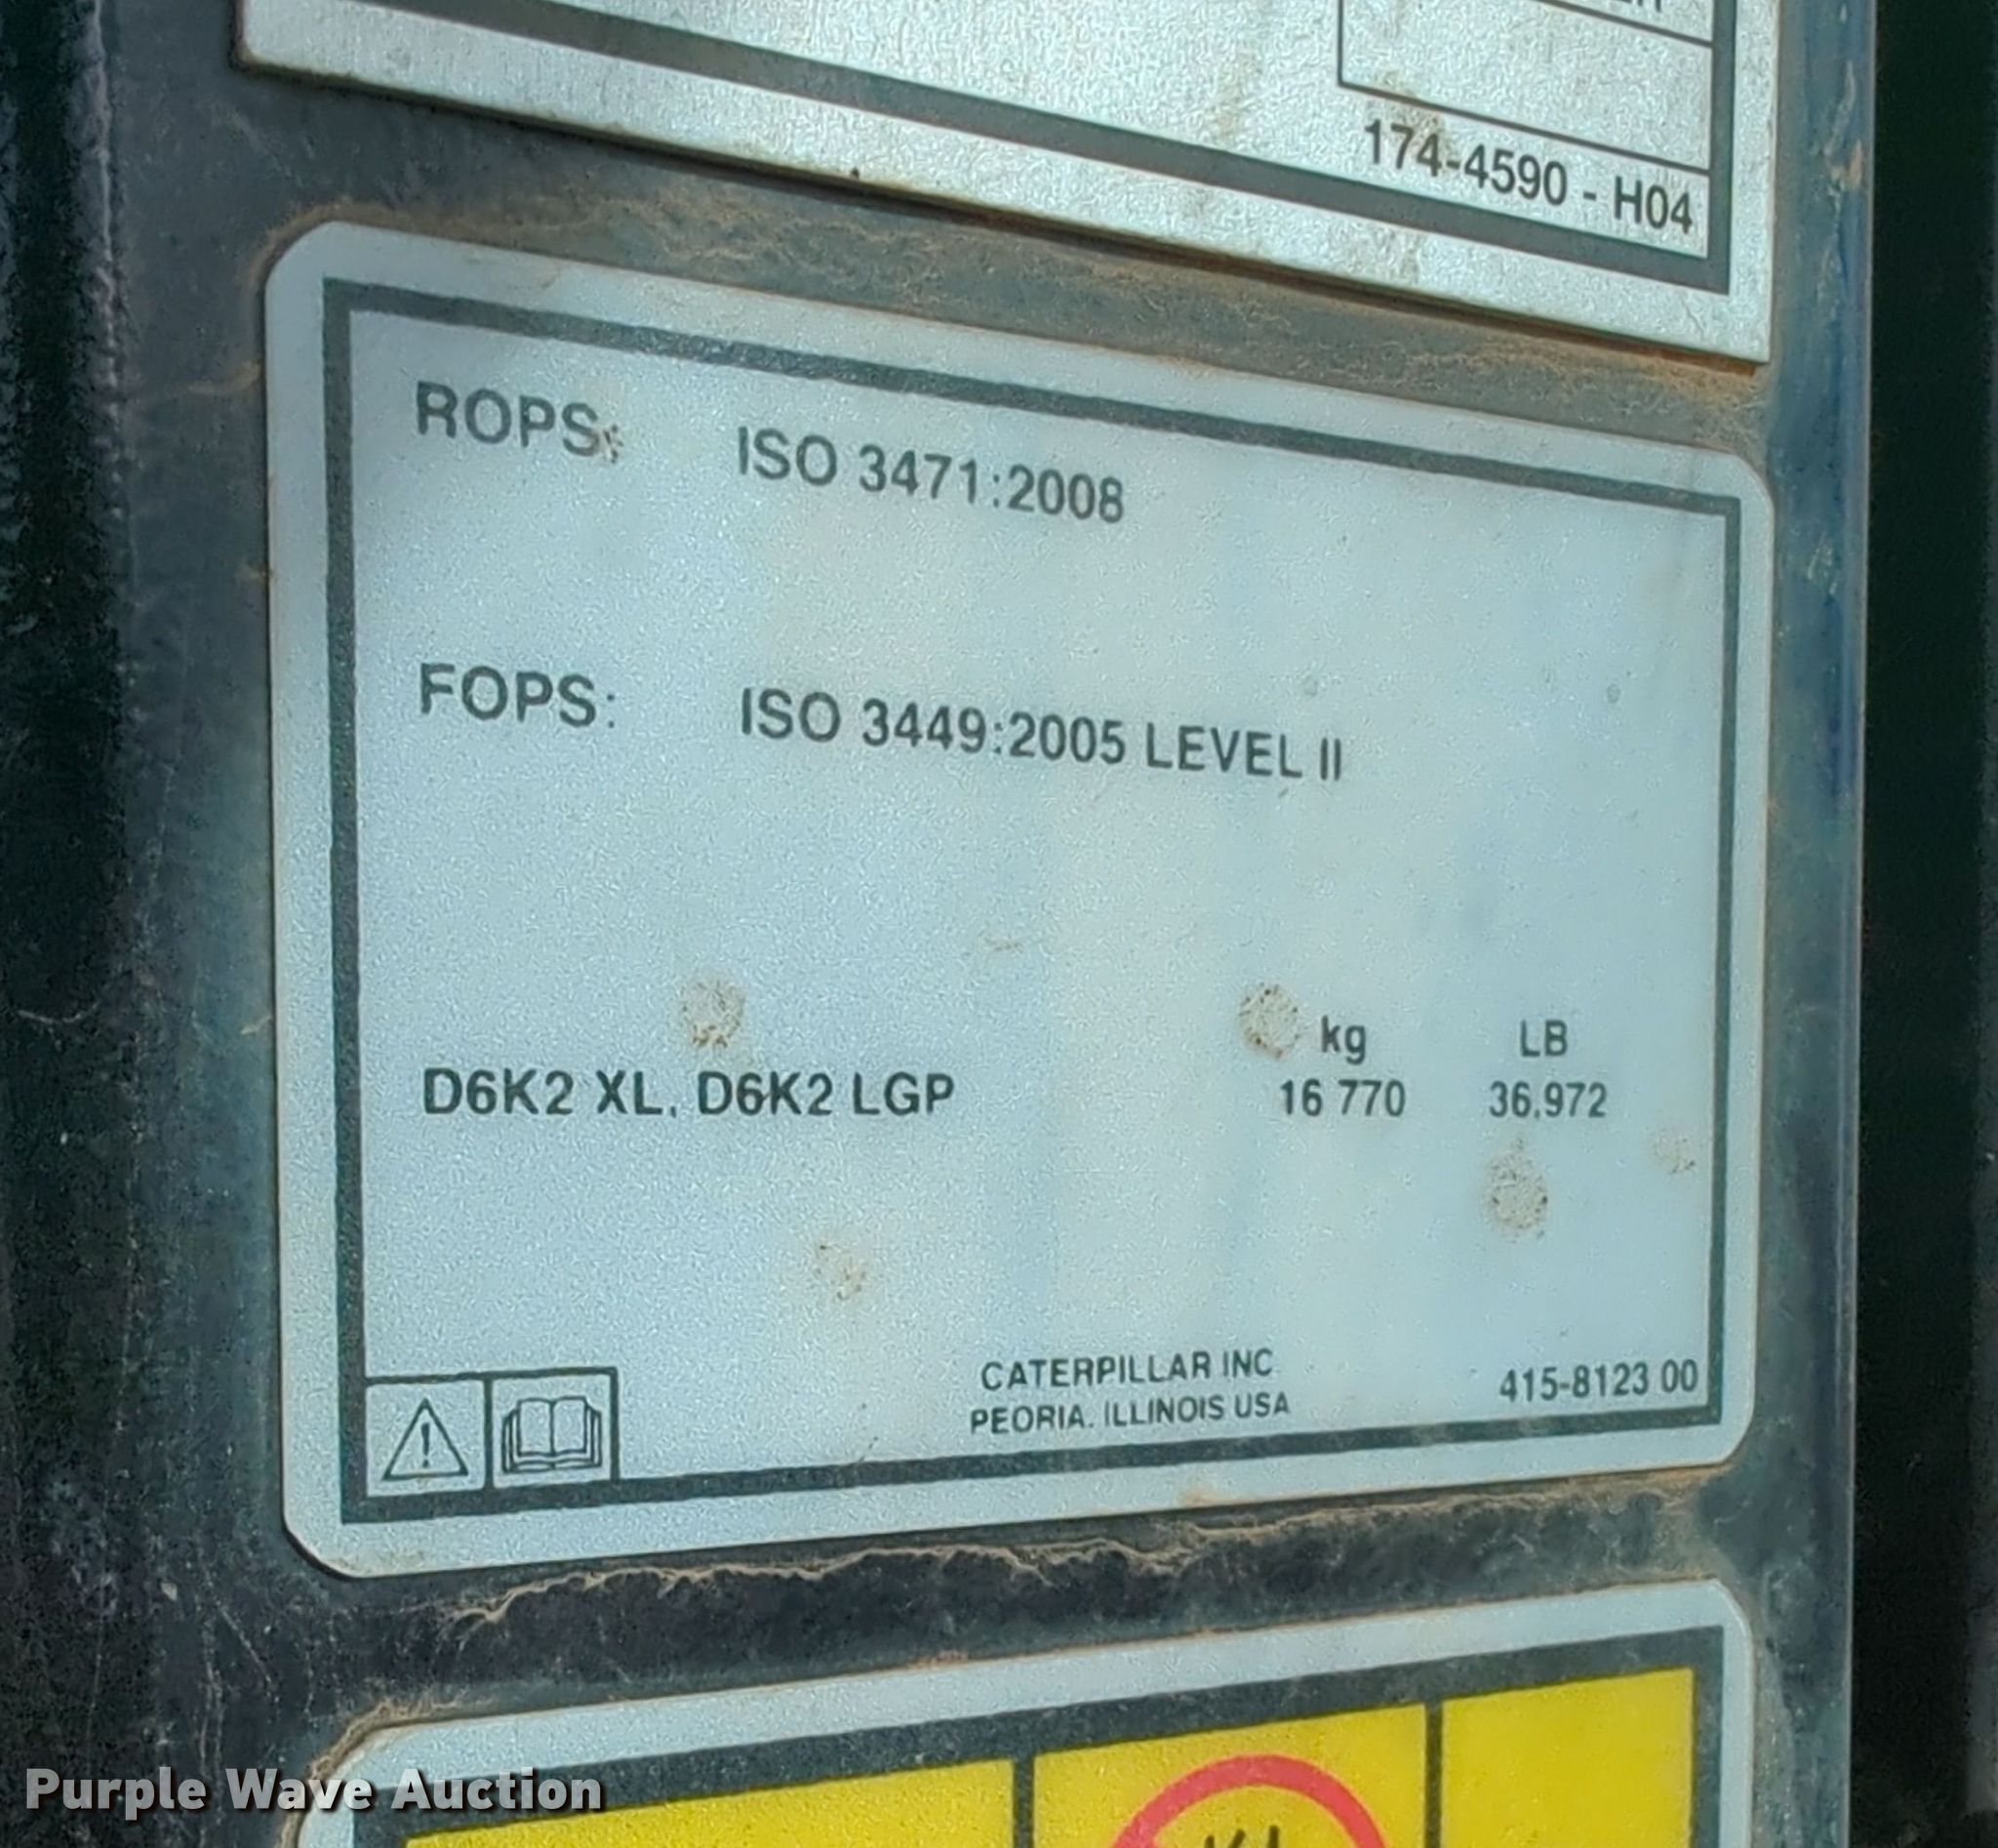 174-4590 - H04
ROPS: ISO 3471:2008
FOPS: ISO 3449:2005 LEVEL II
kg LB
D6K2 XL, D6K2 LGP 16 770 36,972
CATERPILLAR INC.
PEORIA, ILLINOIS USA
415-8123 00
Purple Wave Auction